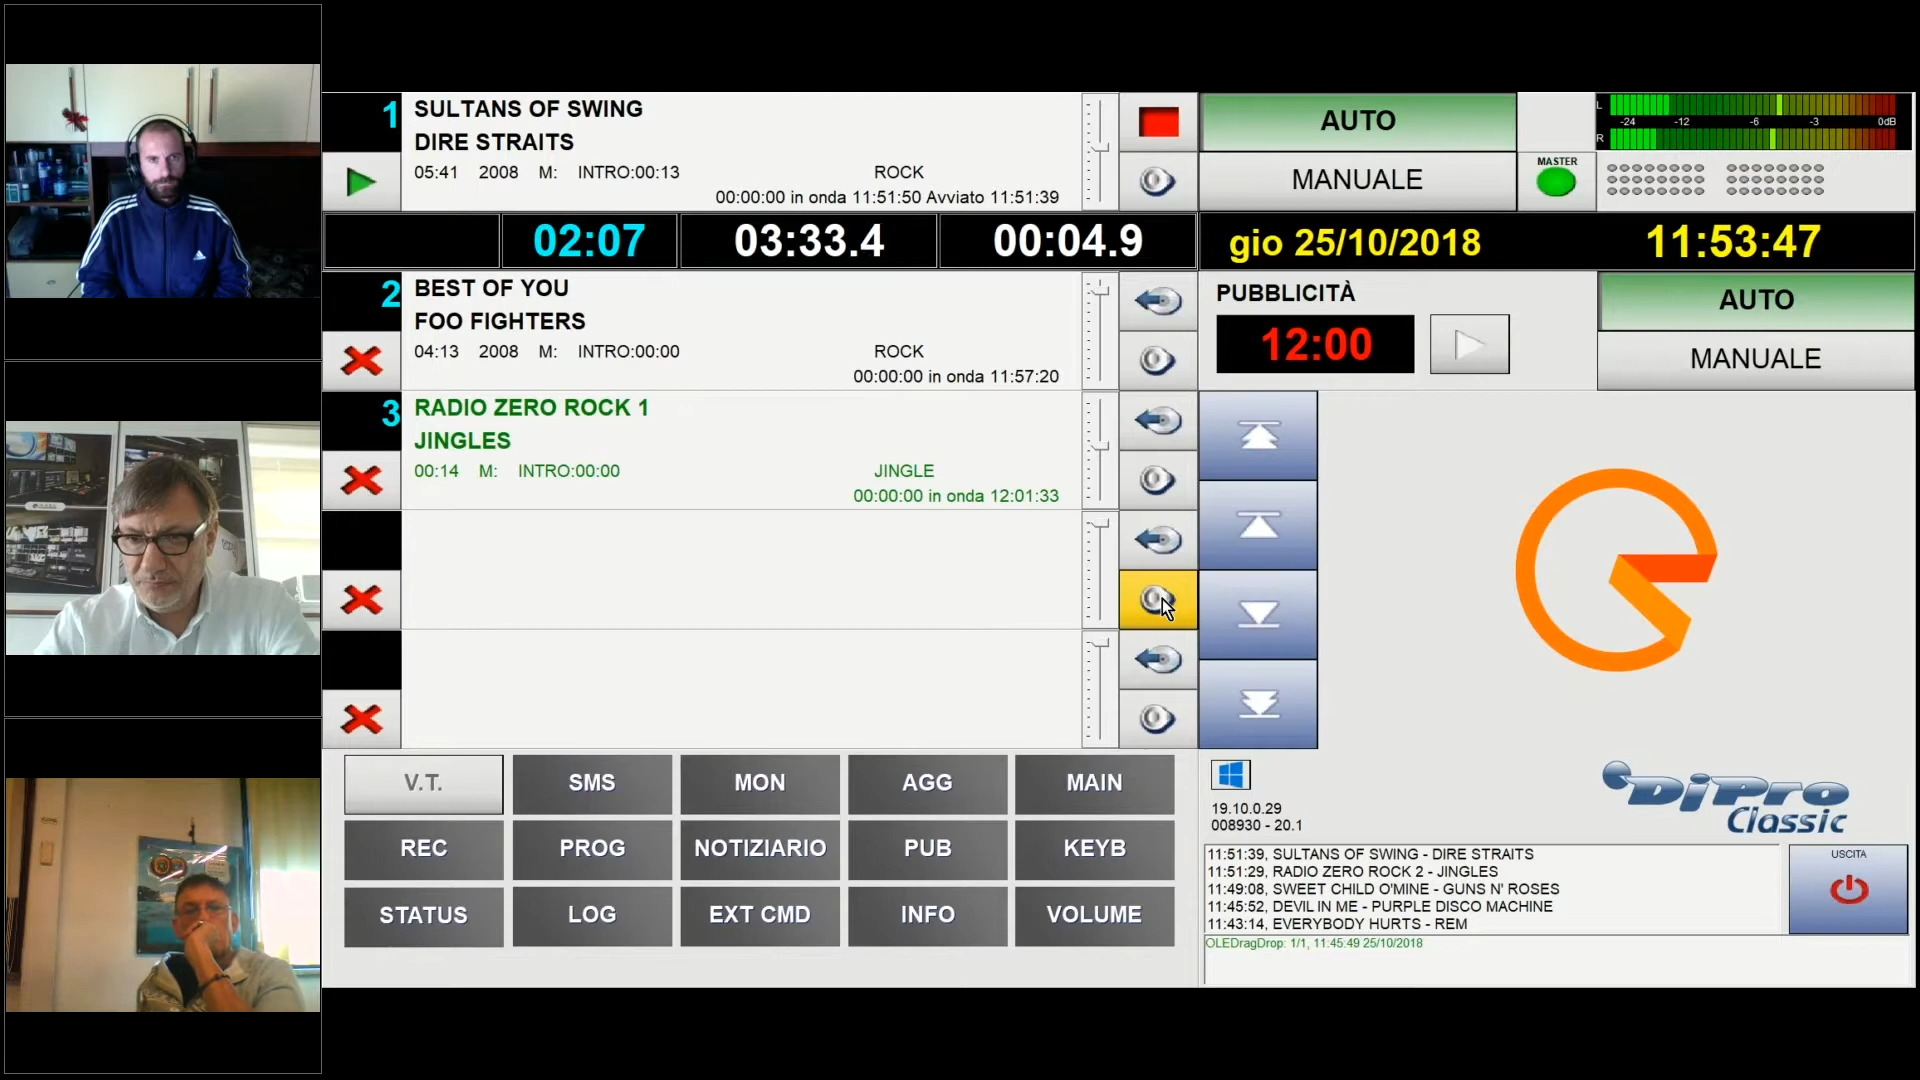 1
SULTANS OF SWING
DIRE STRAITS
05:41 2008 M: INTRO:00:13 ROCK
00:00:00 in onda 11:51:50 Avviato 11:51:39
AUTO
MANUALE
MASTER
L
-24 -12 -6 -3 0dB
R
02:07 03:33.4 00:04.9
gio 25/10/2018 11:53:47
2
BEST OF YOU
FOO FIGHTERS
04:13 2008 M: INTRO:00:00 ROCK
00:00:00 in onda 11:57:20
PUBBLICITÀ
12:00
AUTO
MANUALE
3
RADIO ZERO ROCK 1
JINGLES
00:14 M: INTRO:00:00 JINGLE
00:00:00 in onda 12:01:33
V.T. SMS MON AGG MAIN
REC PROG NOTIZIARIO PUB KEYB
STATUS LOG EXT CMD INFO VOLUME
19.10.0.29
008930 - 20.1
DjPro
Classic
11:51:39, SULTANS OF SWING - DIRE STRAITS
11:51:29, RADIO ZERO ROCK 2 - JINGLES
11:49:08, SWEET CHILD O'MINE - GUNS N' ROSES
11:45:52, DEVIL IN ME - PURPLE DISCO MACHINE
11:43:14, EVERYBODY HURTS - REM
USCITA
OLEDragDrop: 1/1, 11:45:49 25/10/2018
adidas